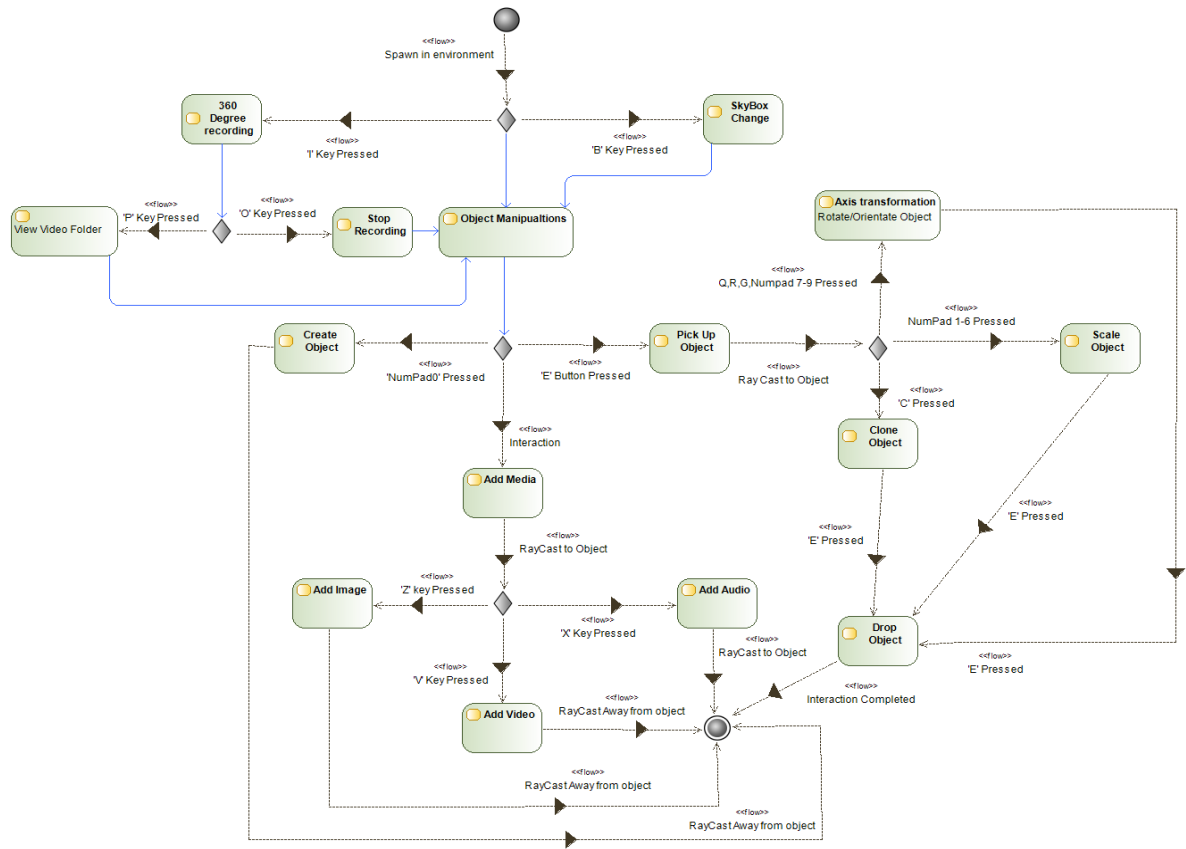 <<flow>>
Spawn in environment
360
Degree
recording
SkyBox
Change
<<flow>>
'I' Key Pressed
<<flow>>
'B' Key Pressed
<<flow>>
'P' Key Pressed
<<flow>>
'O' Key Pressed
View Video Folder
Stop
Recording
Object Manipualtions
Axis transformation
Rotate/Orientate Object
<<flow>>
Q,R,G,Numpad 7-9 Pressed
<<flow>>
NumPad 1-6 Pressed
Create
Object
Pick Up
Object
Scale
Object
<<flow>>
'NumPad0' Pressed
<<flow>>
'E' Button Pressed
<<flow>>
Ray Cast to Object
<<flow>>
'C' Pressed
<<flow>>
Interaction
Clone
Object
Add Media
<<flow>>
'E' Pressed
<<flow>>
RayCast to Object
<<flow>>
'E' Pressed
<<flow>>
'Z' key Pressed
Add Image
Add Audio
<<flow>>
'X' Key Pressed
Drop
Object
<<flow>>
RayCast to Object
<<flow>>
'E' Pressed
<<flow>>
'V' Key Pressed
<<flow>>
Interaction Completed
Add Video
<<flow>>
RayCast Away from object
<<flow>>
RayCast Away from object
<<flow>>
RayCast Away from object